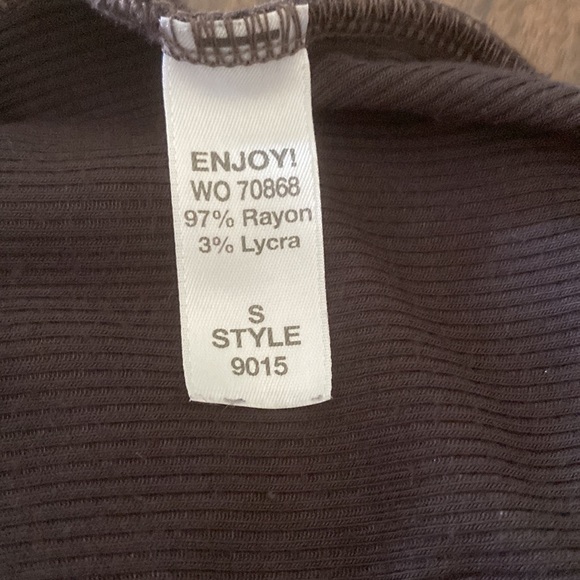 ENJOY!
WO 70868
97% Rayon
3% Lycra
S
STYLE
9015